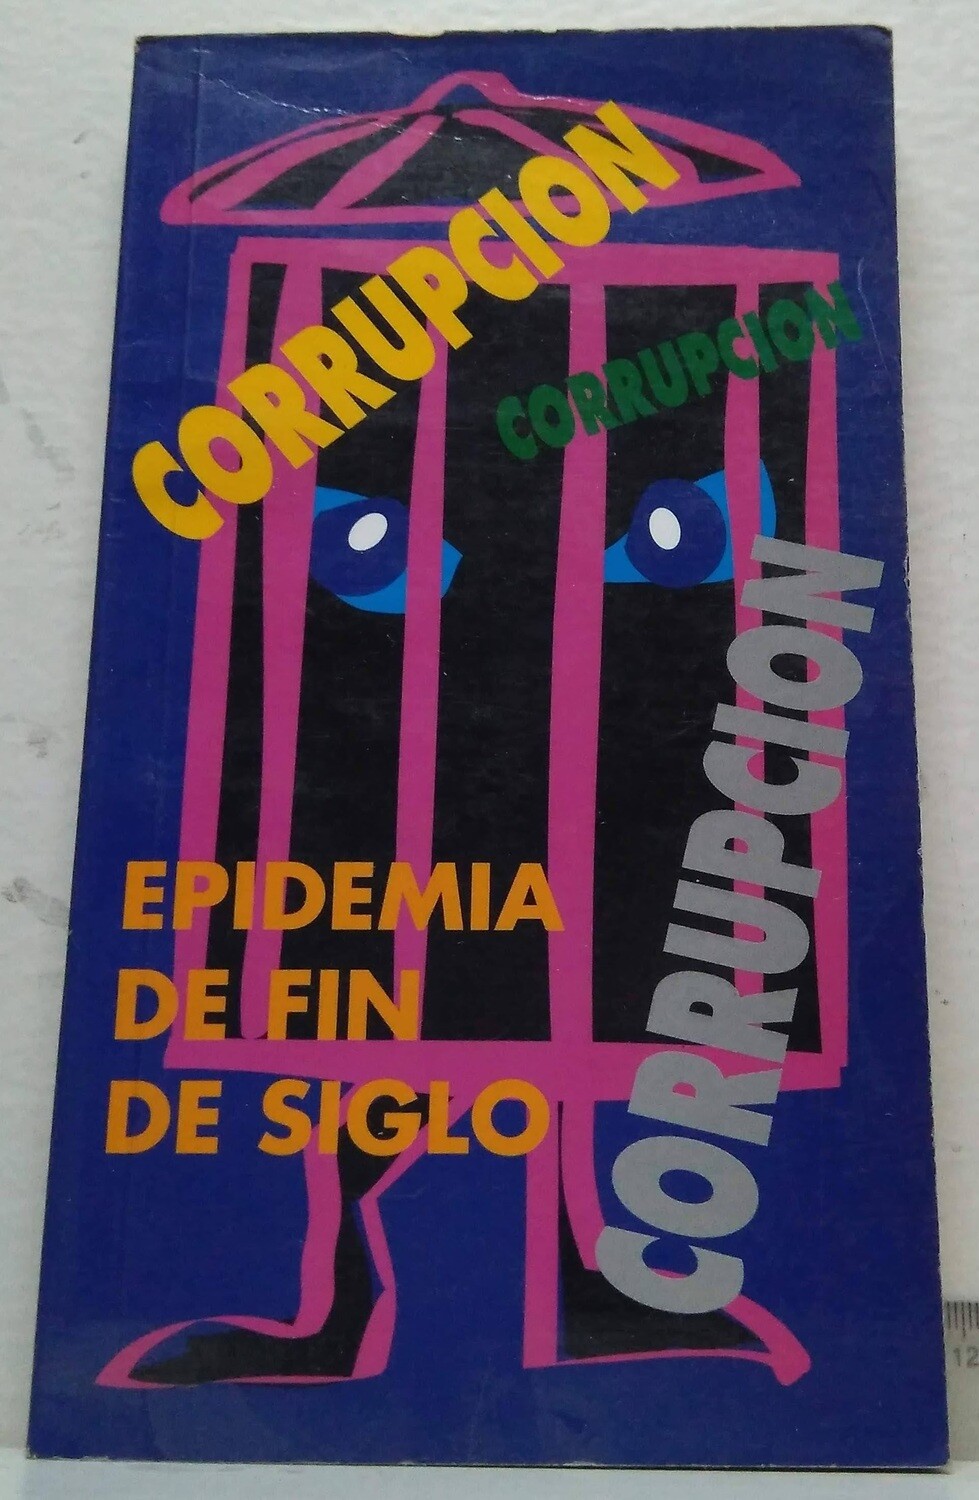 CORRUPCION
CORRUPCION
CORRUPCION
EPIDEMIA
DE FIN
DE SIGLO
12